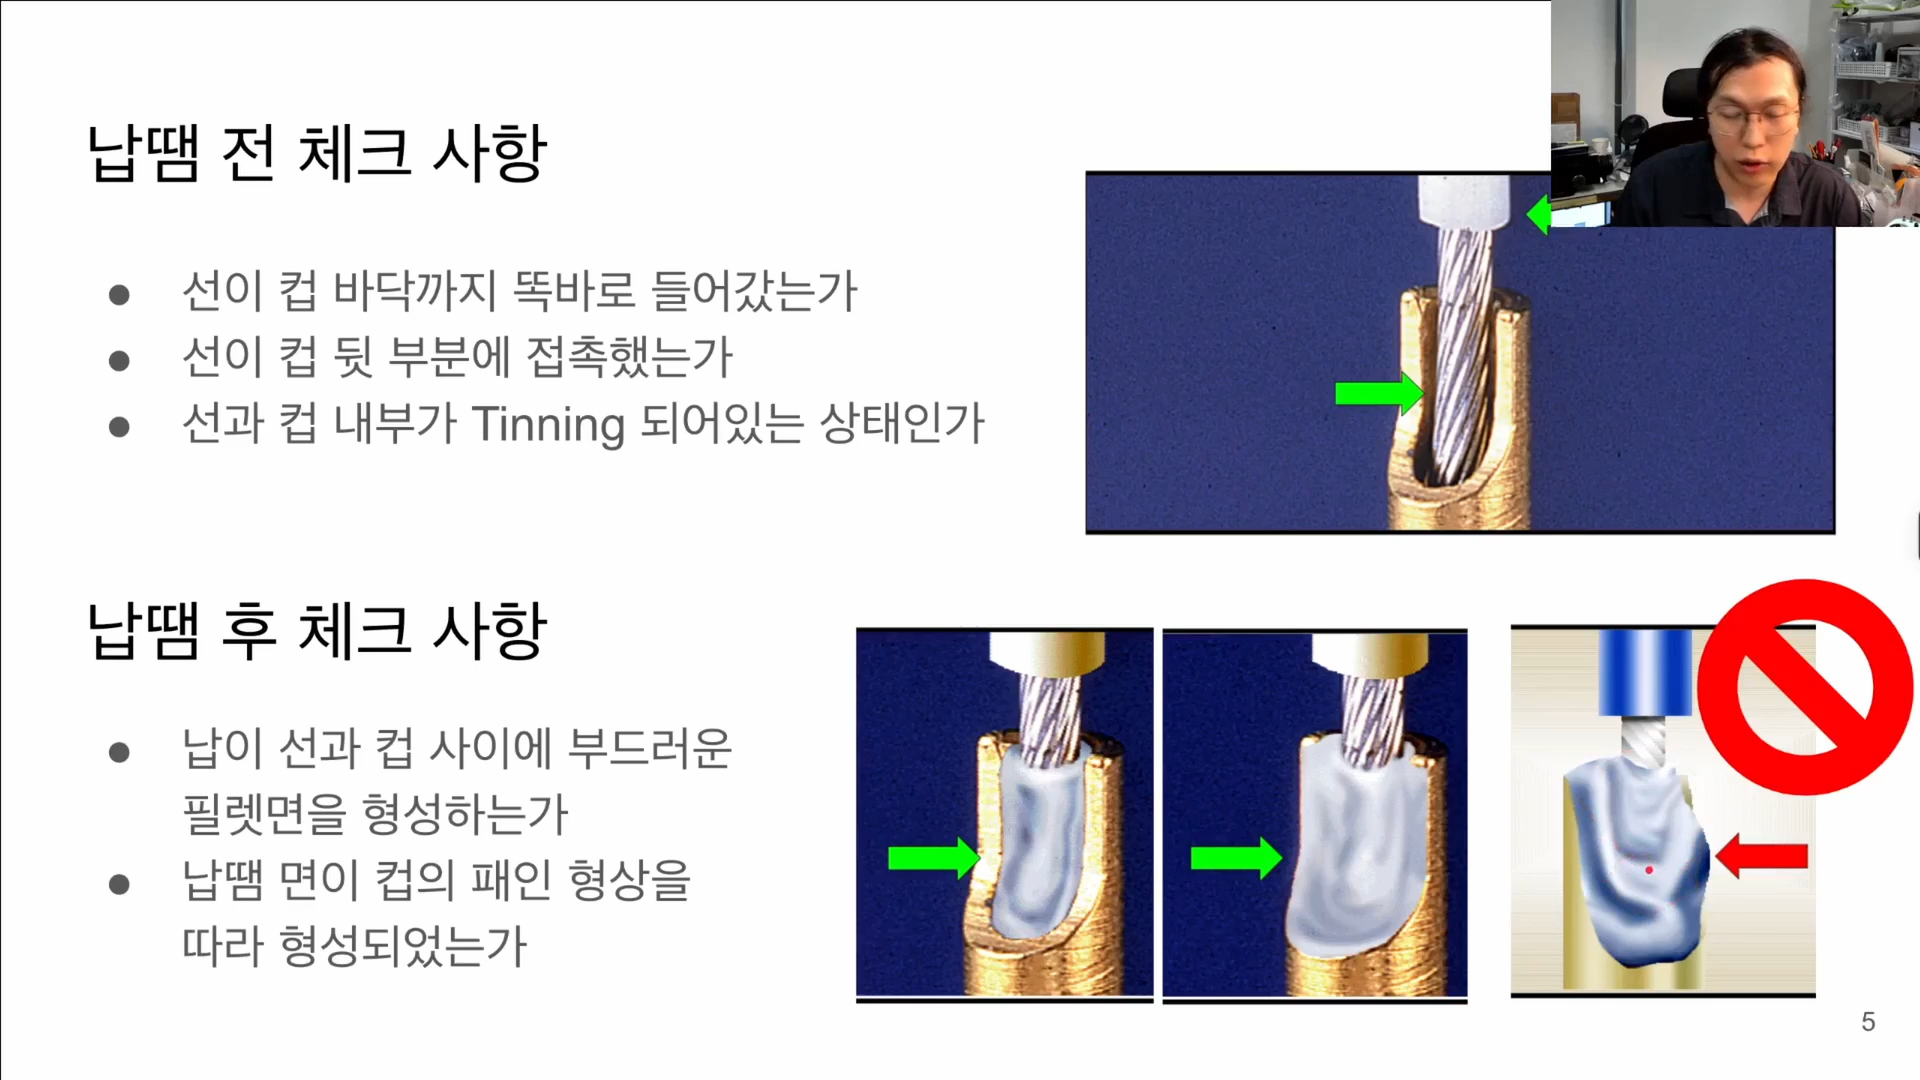 납땜 전 체크 사항
● 선이 컵 바닥까지 똑바로 들어갔는가
● 선이 컵 뒷 부분에 접촉했는가
● 선과 컵 내부가 Tinning 되어있는 상태인가
납땜 후 체크 사항
● 납이 선과 컵 사이에 부드러운
필렛면을 형성하는가
● 납땜 면이 컵의 패인 형상을
따라 형성되었는가
5